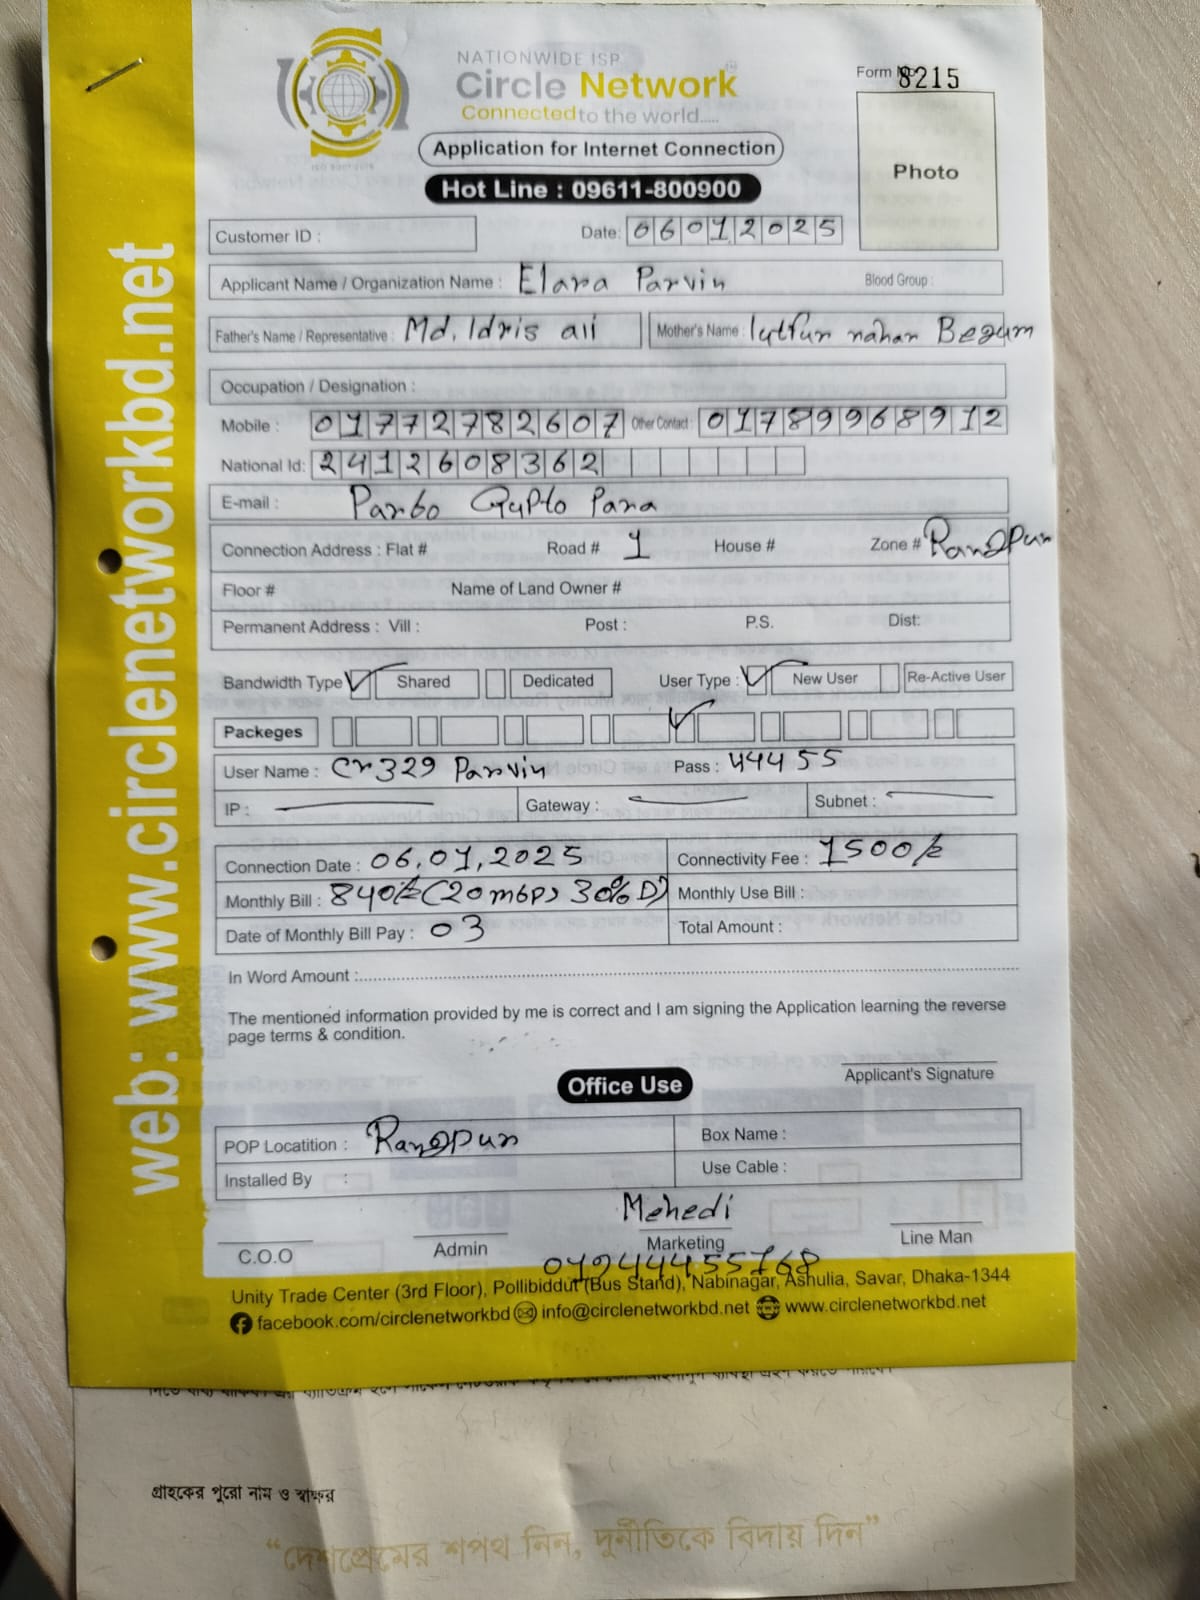 NATIONWIDE ISP
Circle Network
Connected to the world.....
Form No 8215
Photo
Application for Internet Connection
Hot Line : 09611-800900
Customer ID :
Date: 06012025
Applicant Name / Organization Name : Elara Parvin
Blood Group :
Father's Name / Representative : Md. Idris ali
Mother's Name : lutfun nahar Begum
Occupation / Designation :
Mobile : 01772782607
Other Contact : 01789968912
National Id: 2412608362
E-mail : Parbo Gupto Para
Connection Address : Flat # Road # 1 House # Zone # Rangpur
Floor # Name of Land Owner #
Permanent Address : Vill : Post : P.S. Dist:
Bandwidth Type Shared Dedicated User Type : New User Re-Active User
Packeges
User Name : Cr329 Parvin Pass : 44455
IP : Gateway : Subnet :
Connection Date : 06.01.2025 Connectivity Fee : 1500/=
Monthly Bill : 840/= (20 mbps 30% D) Monthly Use Bill :
Date of Monthly Bill Pay : 03 Total Amount :
In Word Amount :
The mentioned information provided by me is correct and I am signing the Application learning the reverse
page terms & condition.
Applicant's Signature
Office Use
POP Locatition : Rangpur Box Name :
Installed By : Use Cable :
Mehedi
C.O.O Admin Marketing Line Man
01944455768
Unity Trade Center (3rd Floor), Pollibiddut (Bus Stand), Nabinagar, Ashulia, Savar, Dhaka-1344
facebook.com/circlenetworkbd info@circlenetworkbd.net www.circlenetworkbd.net
web: www.circlenetworkbd.net
গ্রাহকের পুরো নাম ও স্বাক্ষর
“দেশপ্রেমের শপথ নিন, দুর্নীতিকে বিদায় দিন”